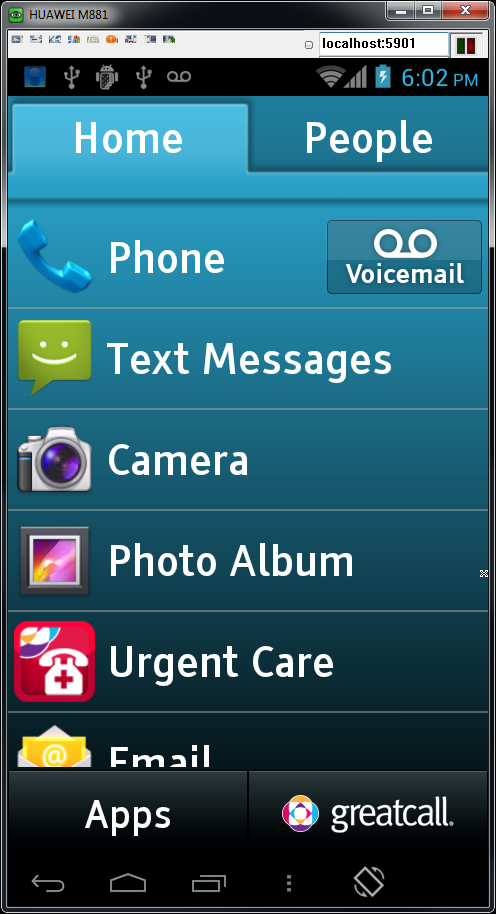 HUAWEI M881
localhost:5901
6:02 PM
Home People
Phone
Voicemail
Text Messages
Camera
Photo Album
Urgent Care
Email
Apps
greatcall.